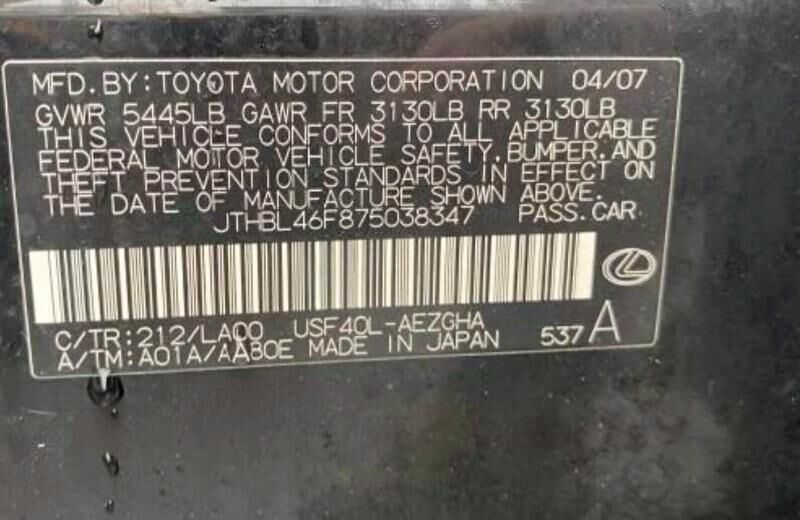 MFD.BY:TOYOTA MOTOR CORPORATION 04/07
GVWR 5445LB GAWR FR 3130LB RR 3130LB
THIS VEHICLE CONFORMS TO ALL APPLICABLE
FEDERAL MOTOR VEHICLE SAFETY,BUMPER,AND
THEFT PREVENTION STANDARDS IN EFFECT ON
THE DATE OF MANUFACTURE SHOWN ABOVE.
JTHBL46F875038347 PASS.CAR
C/TR:212/LA00 USF40L-AEZGHA
A/TM:A01A/AA80E MADE IN JAPAN 537A